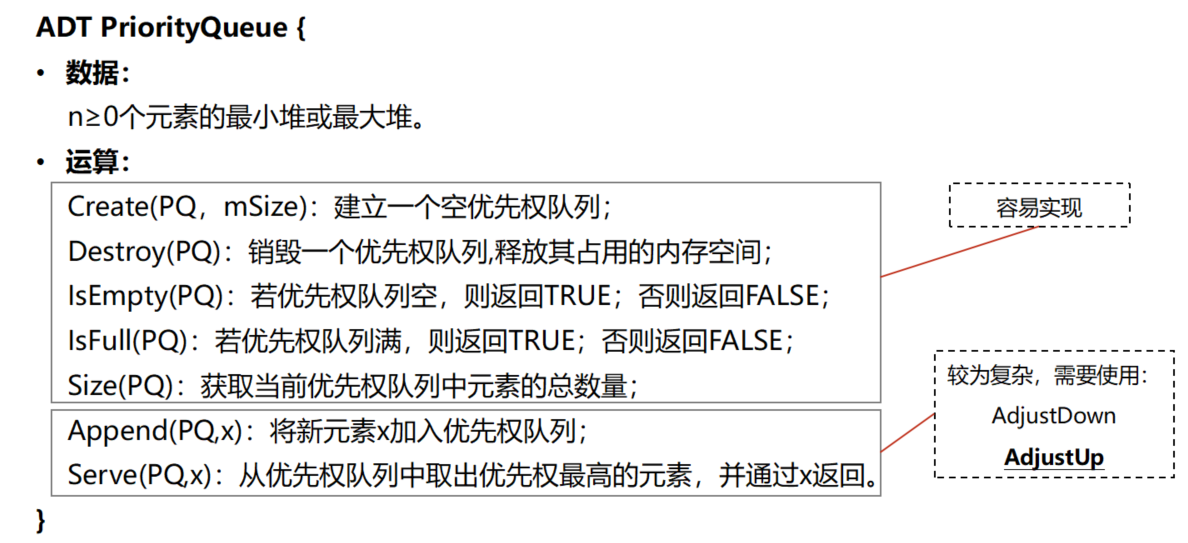 ADT PriorityQueue {
• 数据：
n≥0个元素的最小堆或最大堆。
• 运算：
Create(PQ，mSize)：建立一个空优先权队列；
Destroy(PQ)：销毁一个优先权队列,释放其占用的内存空间；
IsEmpty(PQ)：若优先权队列空，则返回TRUE；否则返回FALSE；
IsFull(PQ)：若优先权队列满，则返回TRUE；否则返回FALSE；
Size(PQ)：获取当前优先权队列中元素的总数量；
容易实现
Append(PQ,x)：将新元素x加入优先权队列；
Serve(PQ,x)：从优先权队列中取出优先权最高的元素，并通过x返回。
较为复杂，需要使用：
AdjustDown
AdjustUp
}